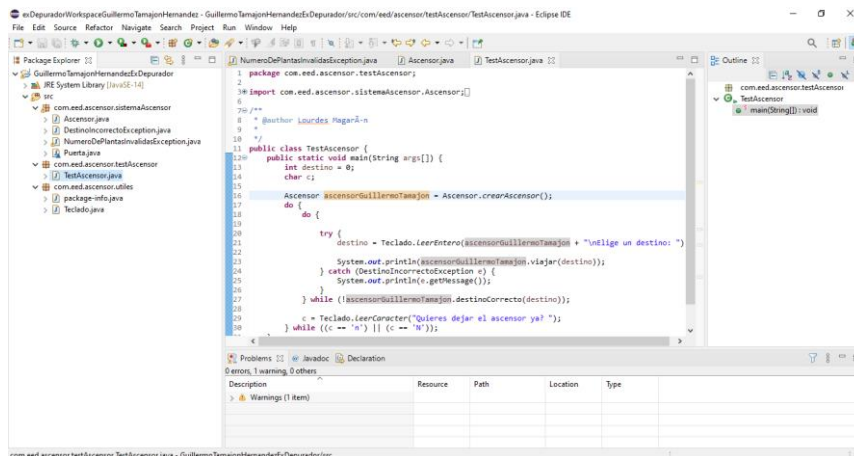 exDepuradorWorkspaceGuillermoTamajonHernandez - GuillermoTamajonHernandezExDepurador/src/com/eed/ascensor/testAscensor/TestAscensor.java - Eclipse IDE
File Edit Source Refactor Navigate Search Project Run Window Help
Package Explorer
GuillermoTamajonHernandezExDepurador
JRE System Library [JavaSE-14]
src
com.eed.ascensor.sistemaAscensor
Ascensor.java
DestinoIncorrectoException.java
NumeroDePlantasInvalidasException.java
Puerta.java
com.eed.ascensor.testAscensor
TestAscensor.java
com.eed.ascensor.utiles
package-info.java
Teclado.java
NumeroDePlantasInvalidasException.java Ascensor.java TestAscensor.java
1 package com.eed.ascensor.testAscensor;
2
3 import com.eed.ascensor.sistemaAscensor.Ascensor;
7 /**
8 * @author Lourdes MagarÃ-n
9 *
10 */
11 public class TestAscensor {
12 public static void main(String args[]) {
13 int destino = 0;
14 char c;
15
16 Ascensor ascensorGuillermoTamajon = Ascensor.crearAscensor();
17 do {
18 do {
19
20 try {
21 destino = Teclado.leerEntero(ascensorGuillermoTamajon + "\nElige un destino: ")
22
23 System.out.println(ascensorGuillermoTamajon.viajar(destino));
24 } catch (DestinoIncorrectoException e) {
25 System.out.println(e.getMessage());
26 }
27 } while (!ascensorGuillermoTamajon.destinoCorrecto(destino));
28
29 c = Teclado.leerCaracter("Quieres dejar el ascensor ya? ");
30 } while ((c == 'n') || (c == 'N'));
Outline
com.eed.ascensor.testAscensor
TestAscensor
main(String[]) : void
Problems Javadoc Declaration
0 errors, 1 warning, 0 others
Description Resource Path Location Type
Warnings (1 item)
com.eed.ascensor.testAscensor.TestAscensor.java - GuillermoTamajonHernandezExDepurador/src